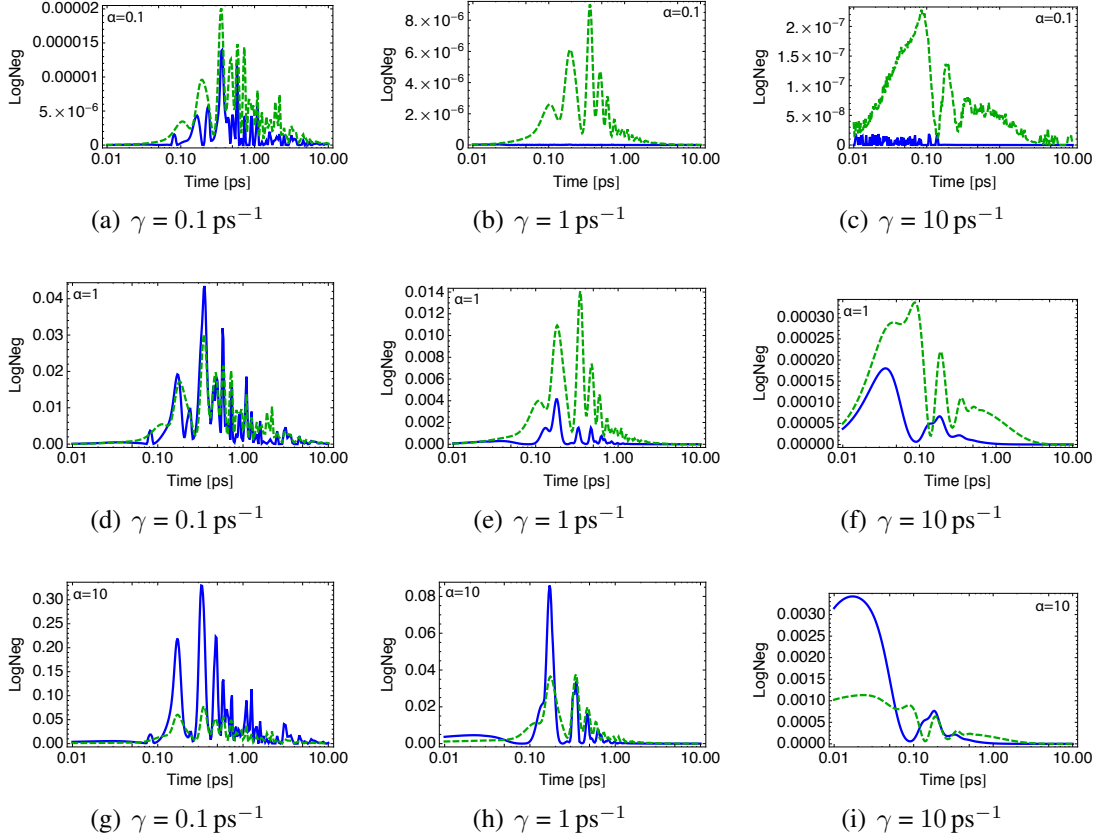 α=0.1
LogNeg
0.00002
0.000015
0.00001
5. × 10⁻⁶
0
0.01 0.10 1.00 10.00
Time [ps]
(a) γ = 0.1 ps⁻¹
α=0.1
LogNeg
8. × 10⁻⁶
6. × 10⁻⁶
4. × 10⁻⁶
2. × 10⁻⁶
0
0.01 0.10 1.00 10.00
Time [ps]
(b) γ = 1 ps⁻¹
α=0.1
LogNeg
2. × 10⁻⁷
1.5 × 10⁻⁷
1. × 10⁻⁷
5. × 10⁻⁸
0
0.01 0.10 1.00 10.00
Time [ps]
(c) γ = 10 ps⁻¹
α=1
LogNeg
0.04
0.03
0.02
0.01
0.00
0.01 0.10 1.00 10.00
Time [ps]
(d) γ = 0.1 ps⁻¹
α=1
LogNeg
0.014
0.012
0.010
0.008
0.006
0.004
0.002
0.000
0.01 0.10 1.00 10.00
Time [ps]
(e) γ = 1 ps⁻¹
α=1
LogNeg
0.00030
0.00025
0.00020
0.00015
0.00010
0.00005
0.00000
0.01 0.10 1.00 10.00
Time [ps]
(f) γ = 10 ps⁻¹
α=10
LogNeg
0.30
0.25
0.20
0.15
0.10
0.05
0.00
0.01 0.10 1.00 10.00
Time [ps]
(g) γ = 0.1 ps⁻¹
α=10
LogNeg
0.08
0.06
0.04
0.02
0.00
0.01 0.10 1.00 10.00
Time [ps]
(h) γ = 1 ps⁻¹
α=10
LogNeg
0.0030
0.0025
0.0020
0.0015
0.0010
0.0005
0.0000
0.01 0.10 1.00 10.00
Time [ps]
(i) γ = 10 ps⁻¹